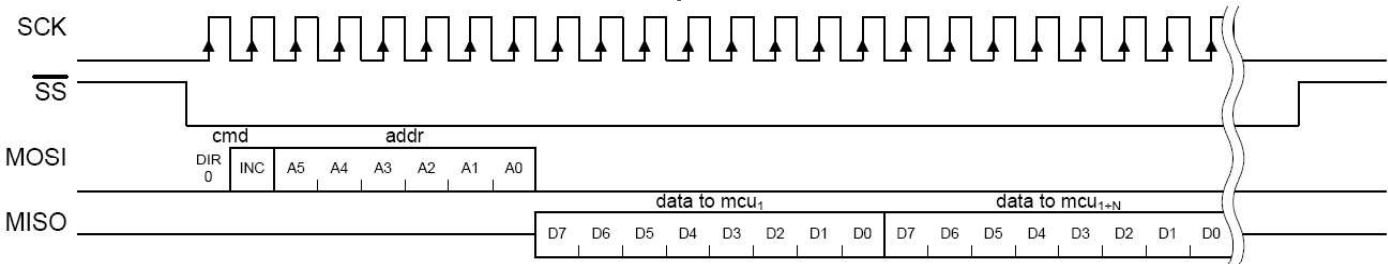 SCK
SS
cmd addr
MOSI DIR 0 INC A5 A4 A3 A2 A1 A0
data to mcu1 data to mcu1+N
MISO D7 D6 D5 D4 D3 D2 D1 D0 D7 D6 D5 D4 D3 D2 D1 D0